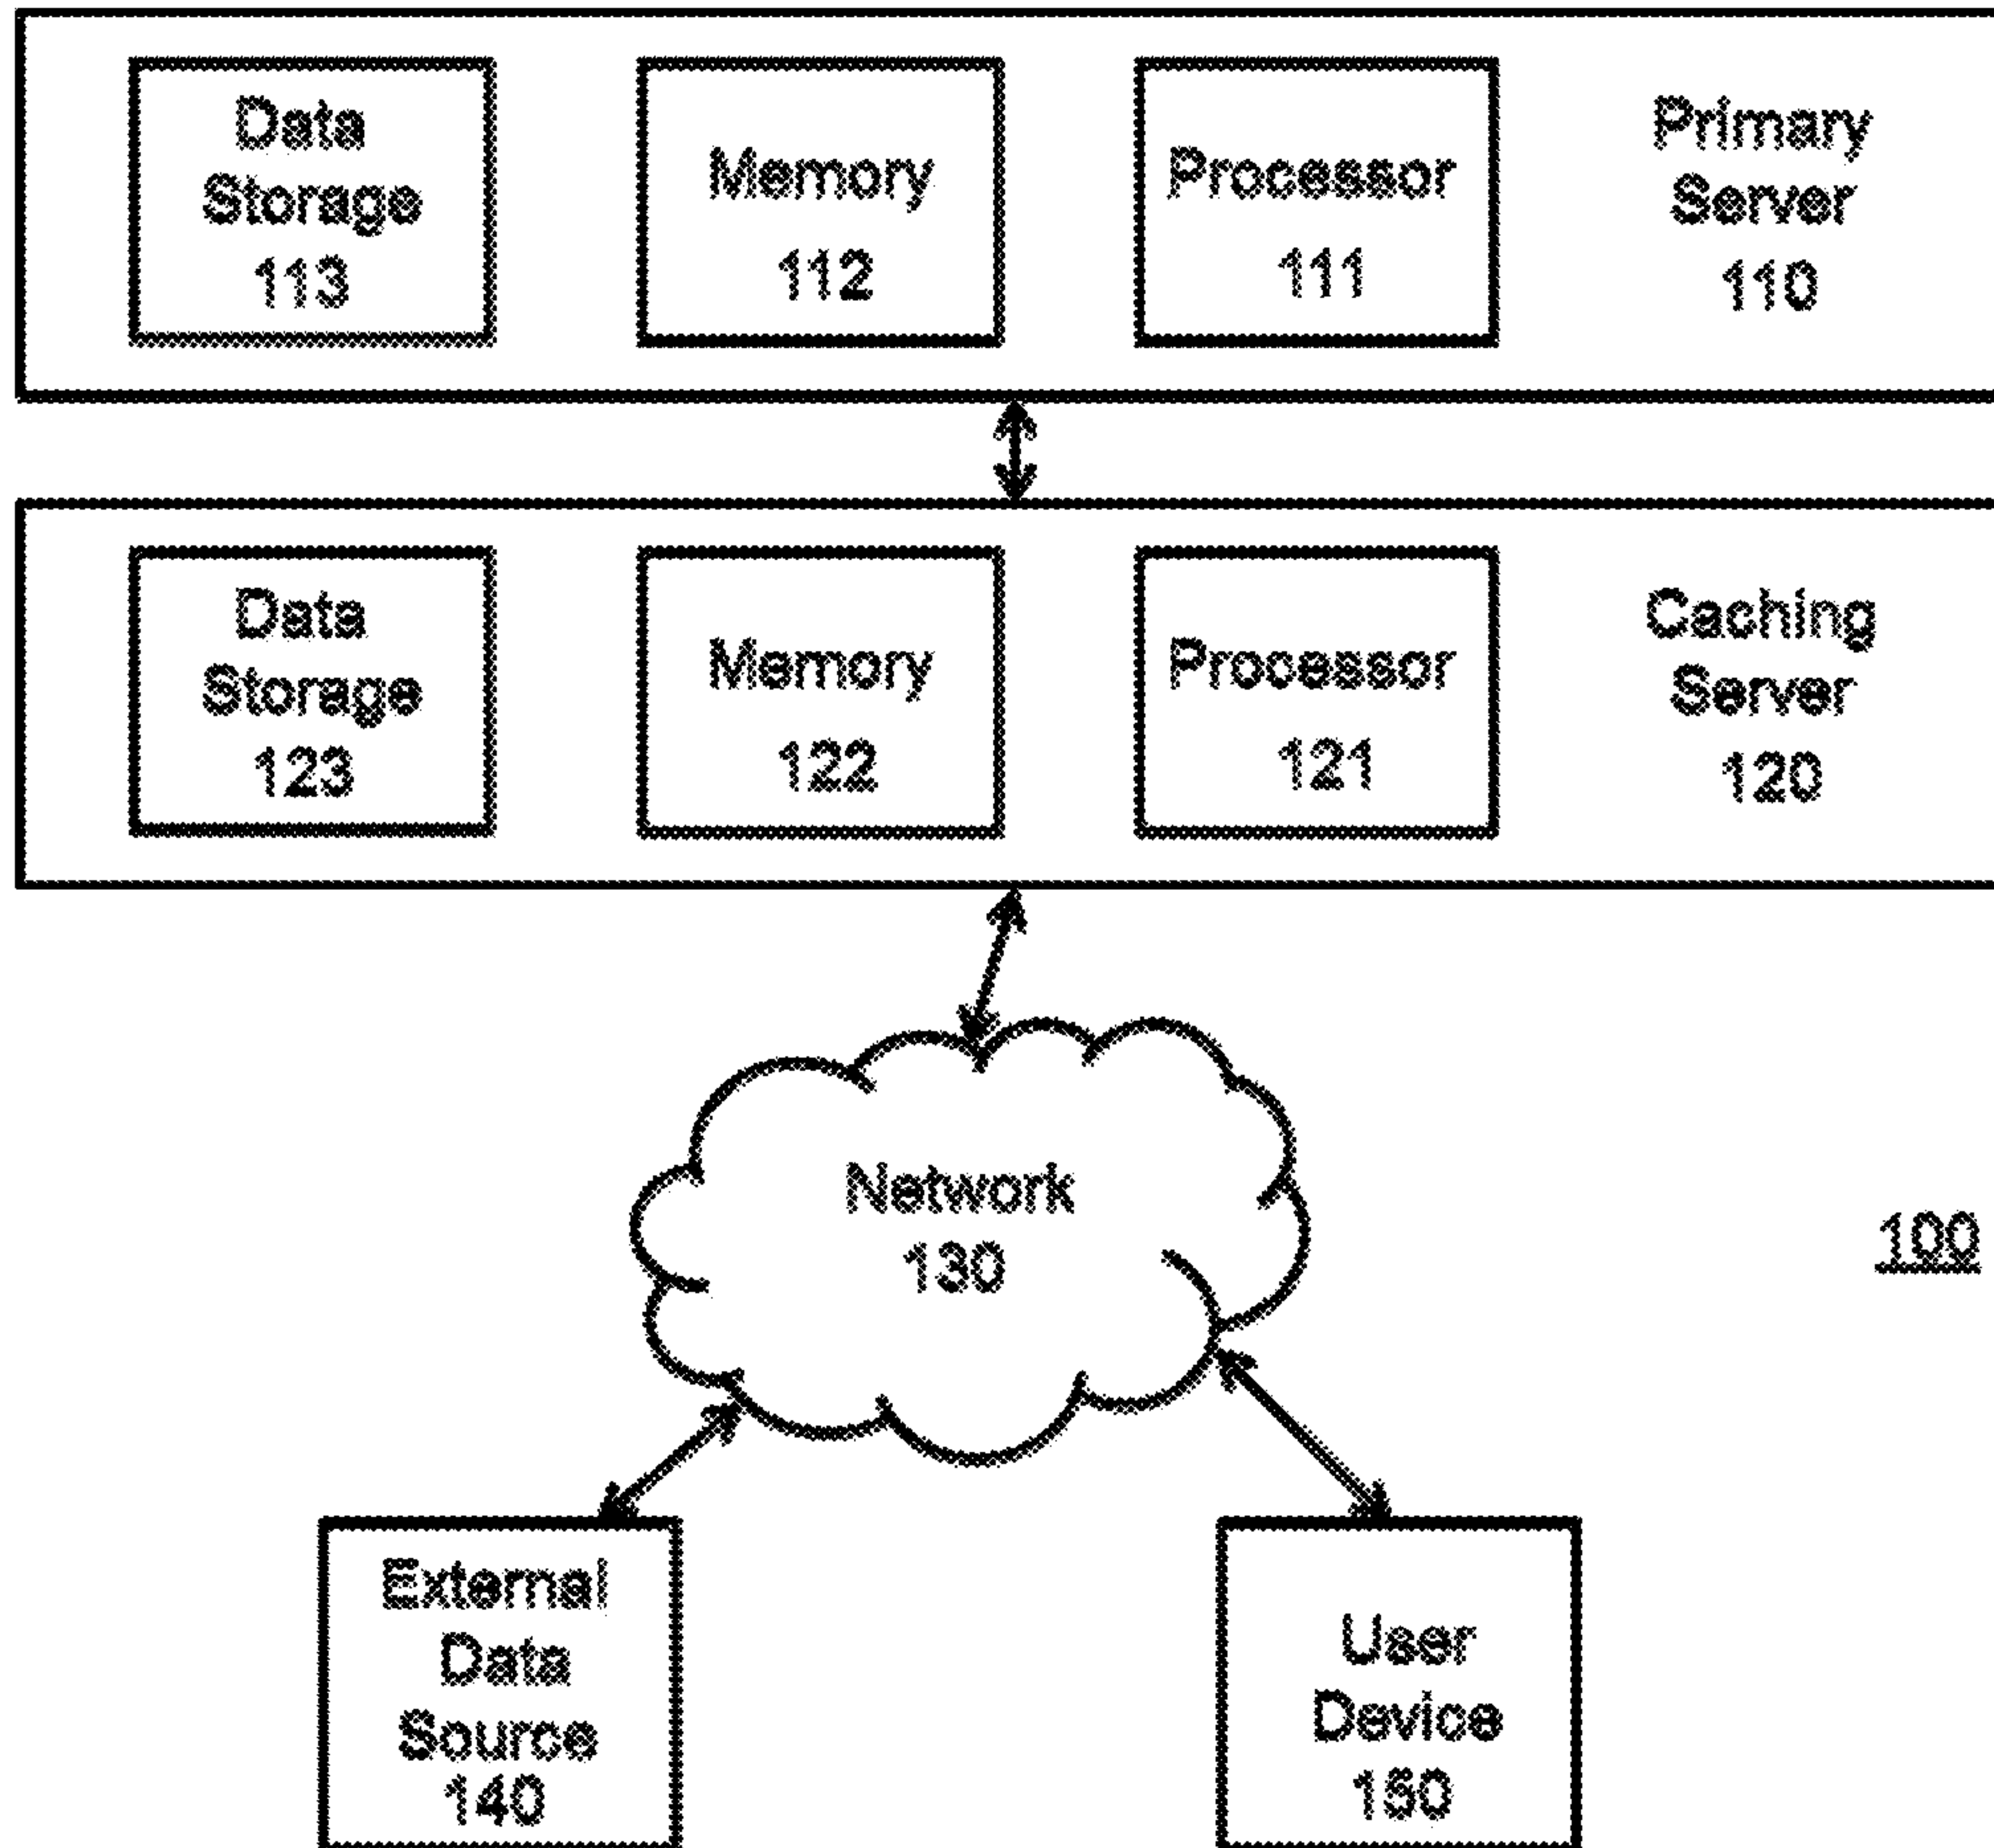 Data
Storage
113
Memory
112
Processor
111
Primary
Server
110
Data
Storage
123
Memory
122
Processor
121
Caching
Server
120
Network
130
100
External
Data
Source
140
User
Device
150